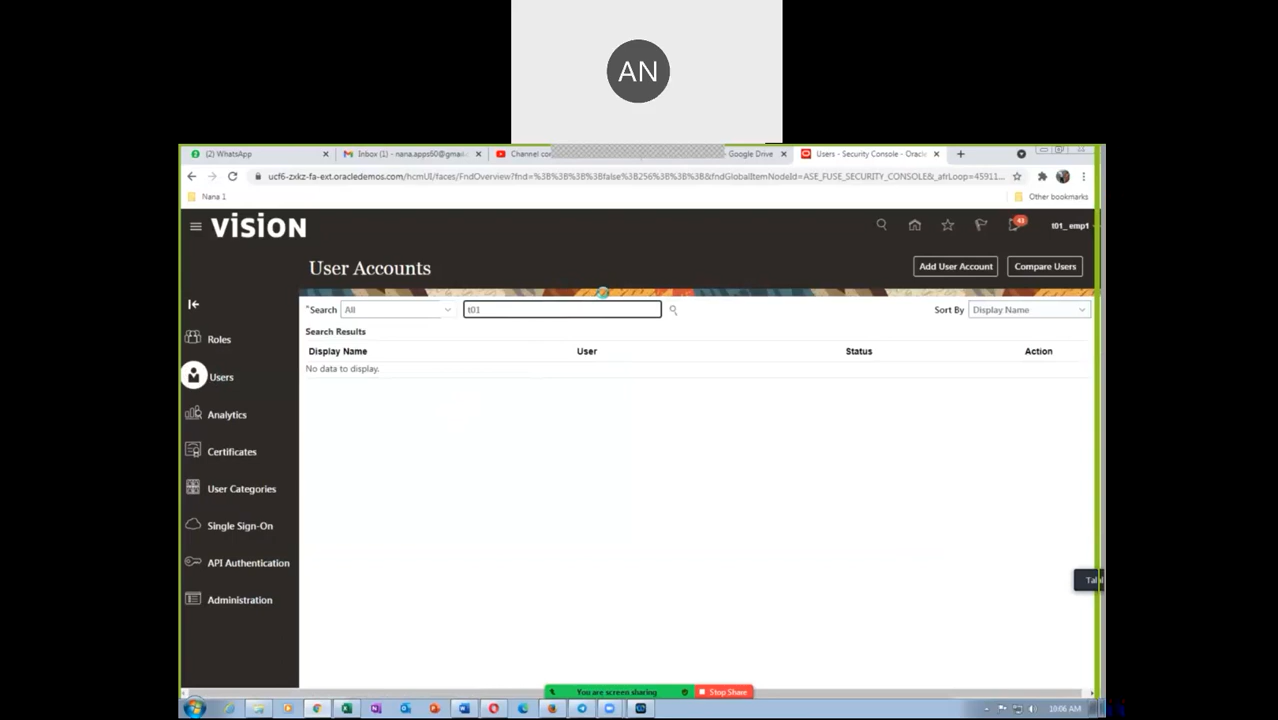 AN
(2) WhatsApp
Inbox (1) - nana.apps60@gmail.
Channel co
Google Drive
Users - Security Console - Oracle
ucf6-zxkz-fa-ext.oracledemos.com/hcmUI/faces/FndOverview?fnd=%3B%3B%3B%3Bfalse%3B256%3B%3B%3B&fndGlobalItemNodeId=ASE_FUSE_SECURITY_CONSOLE&_afrLoop=45911...
Nana 1
Other bookmarks
VISION
43
t01_emp1
User Accounts
Add User Account
Compare Users
*Search
All
t01
Sort By
Display Name
Search Results
Display Name
User
Status
Action
No data to display.
Roles
Users
Analytics
Certificates
User Categories
Single Sign-On
API Authentication
Administration
You are screen sharing
Stop Share
10:06 AM